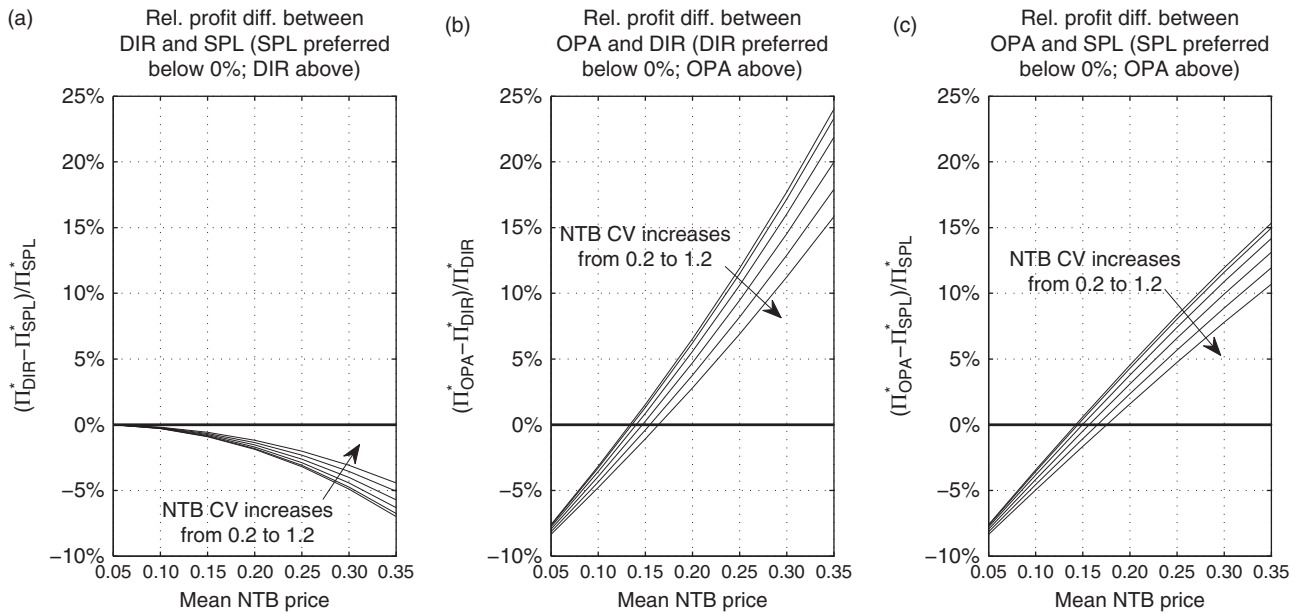 (a)
Rel. profit diff. between
DIR and SPL (SPL preferred
below 0%; DIR above)
25%
20%
15%
10%
5%
0%
−5%
−10%
(Π*DIR−Π*SPL)/Π*SPL
NTB CV increases
from 0.2 to 1.2
0.05 0.10 0.15 0.20 0.25 0.30 0.35
Mean NTB price
(b)
Rel. profit diff. between
OPA and DIR (DIR preferred
below 0%; OPA above)
25%
20%
15%
10%
5%
0%
−5%
−10%
(Π*OPA−Π*DIR)/Π*DIR
NTB CV increases
from 0.2 to 1.2
0.05 0.10 0.15 0.20 0.25 0.30 0.35
Mean NTB price
(c)
Rel. profit diff. between
OPA and SPL (SPL preferred
below 0%; OPA above)
25%
20%
15%
10%
5%
0%
−5%
−10%
(Π*OPA−Π*SPL)/Π*SPL
NTB CV increases
from 0.2 to 1.2
0.05 0.10 0.15 0.20 0.25 0.30 0.35
Mean NTB price